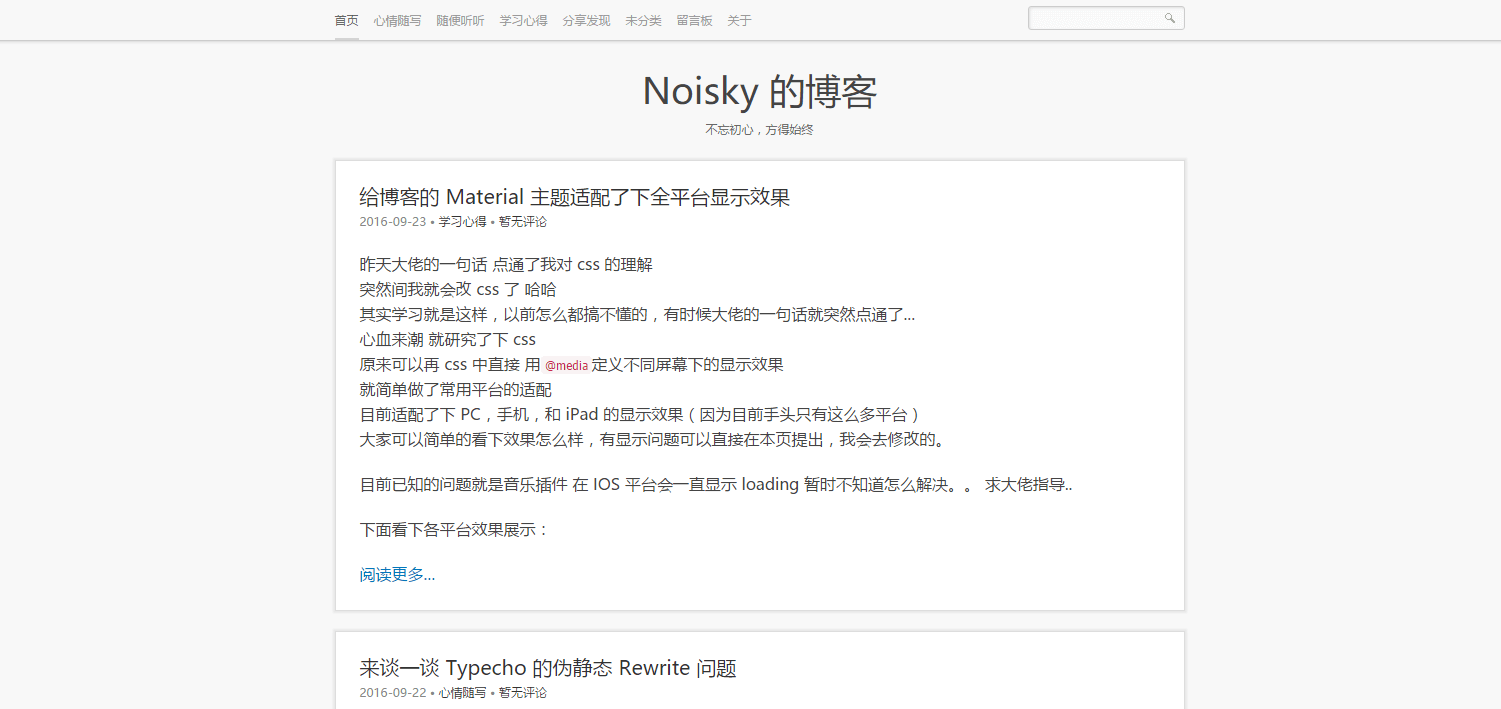 首页 心情随写 随便听听 学习心得 分享发现 未分类 留言板 关于
Noisky 的博客
不忘初心，方得始终
给博客的 Material 主题适配了下全平台显示效果
2016-09-23 • 学习心得 • 暂无评论
昨天大佬的一句话 点通了我对 css 的理解
突然间我就会改 css 了 哈哈
其实学习就是这样，以前怎么都搞不懂的，有时候大佬的一句话就突然点通了...
心血来潮 就研究了下 css
原来可以再 css 中直接 用 @media 定义不同屏幕下的显示效果
就简单做了常用平台的适配
目前适配了下 PC，手机，和 iPad 的显示效果（因为目前手头只有这么多平台）
大家可以简单的看下效果怎么样，有显示问题可以直接在本页提出，我会去修改的。
目前已知的问题就是音乐插件 在 IOS 平台会一直显示 loading 暂时不知道怎么解决。。 求大佬指导..
下面看下各平台效果展示：
阅读更多...
来谈一谈 Typecho 的伪静态 Rewrite 问题
2016-09-22 • 心情随写 • 暂无评论